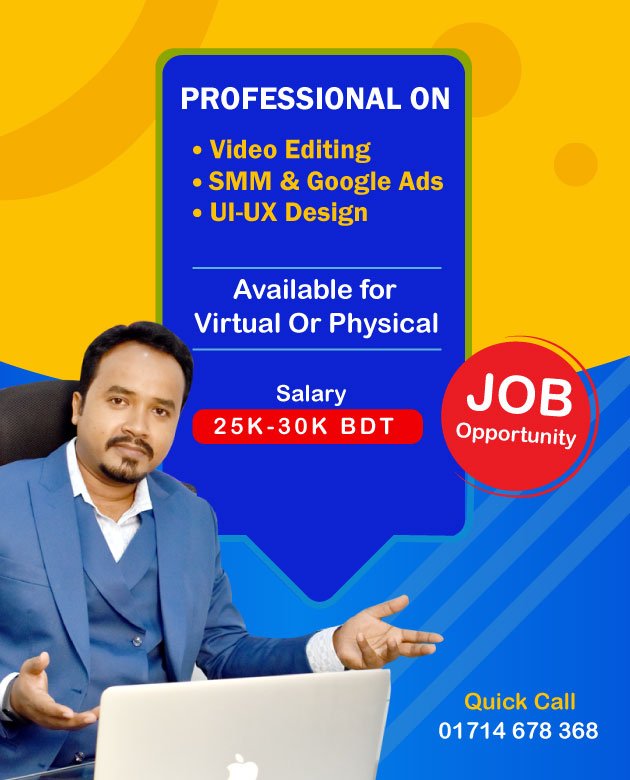 PROFESSIONAL ON
• Video Editing
• SMM & Google Ads
• UI-UX Design
Available for
Virtual Or Physical
Salary
25K-30K BDT
JOB
Opportunity
Quick Call
01714 678 368